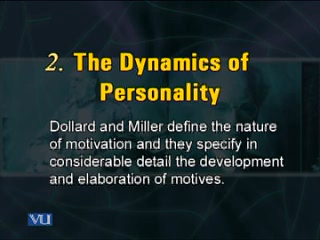 2. The Dynamics of
Personality
Dollard and Miller define the nature
of motivation and they specify in
considerable detail the development
and elaboration of motives.
VU